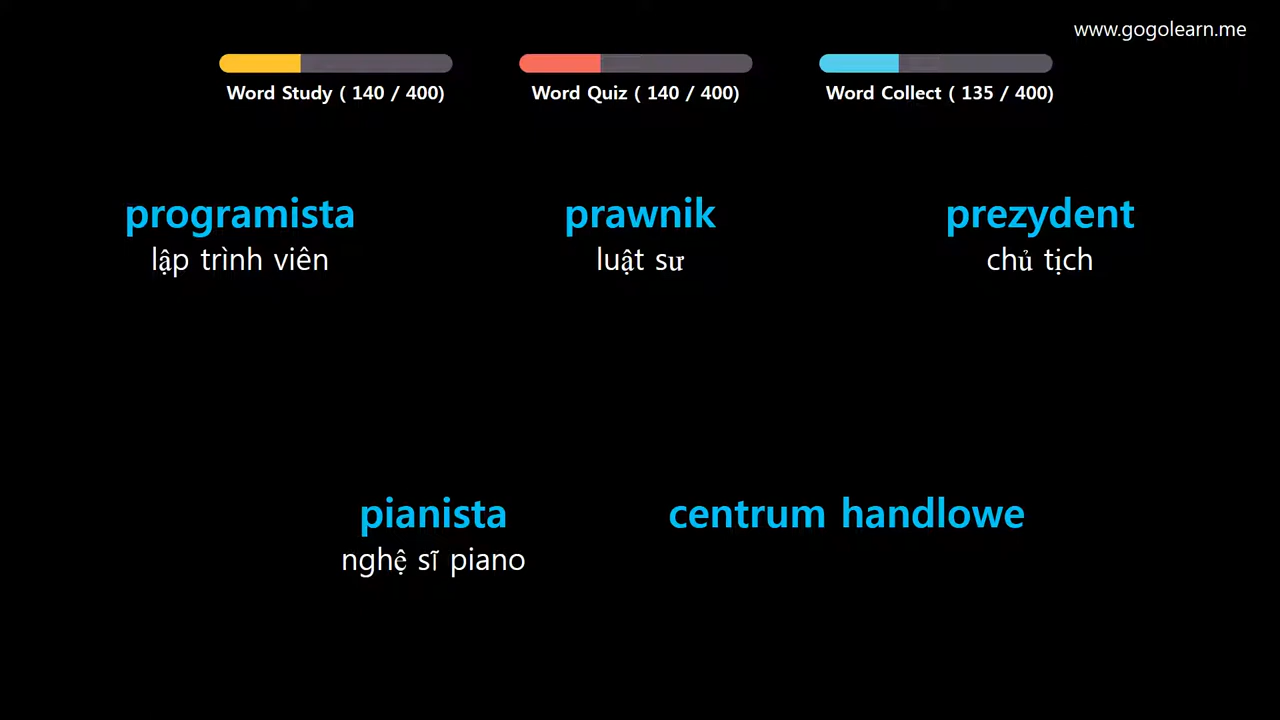 www.gogolearn.me
Word Study ( 140 / 400)
Word Quiz ( 140 / 400)
Word Collect ( 135 / 400)
programista
lập trình viên
prawnik
luật sư
prezydent
chủ tịch
pianista
nghệ sĩ piano
centrum handlowe